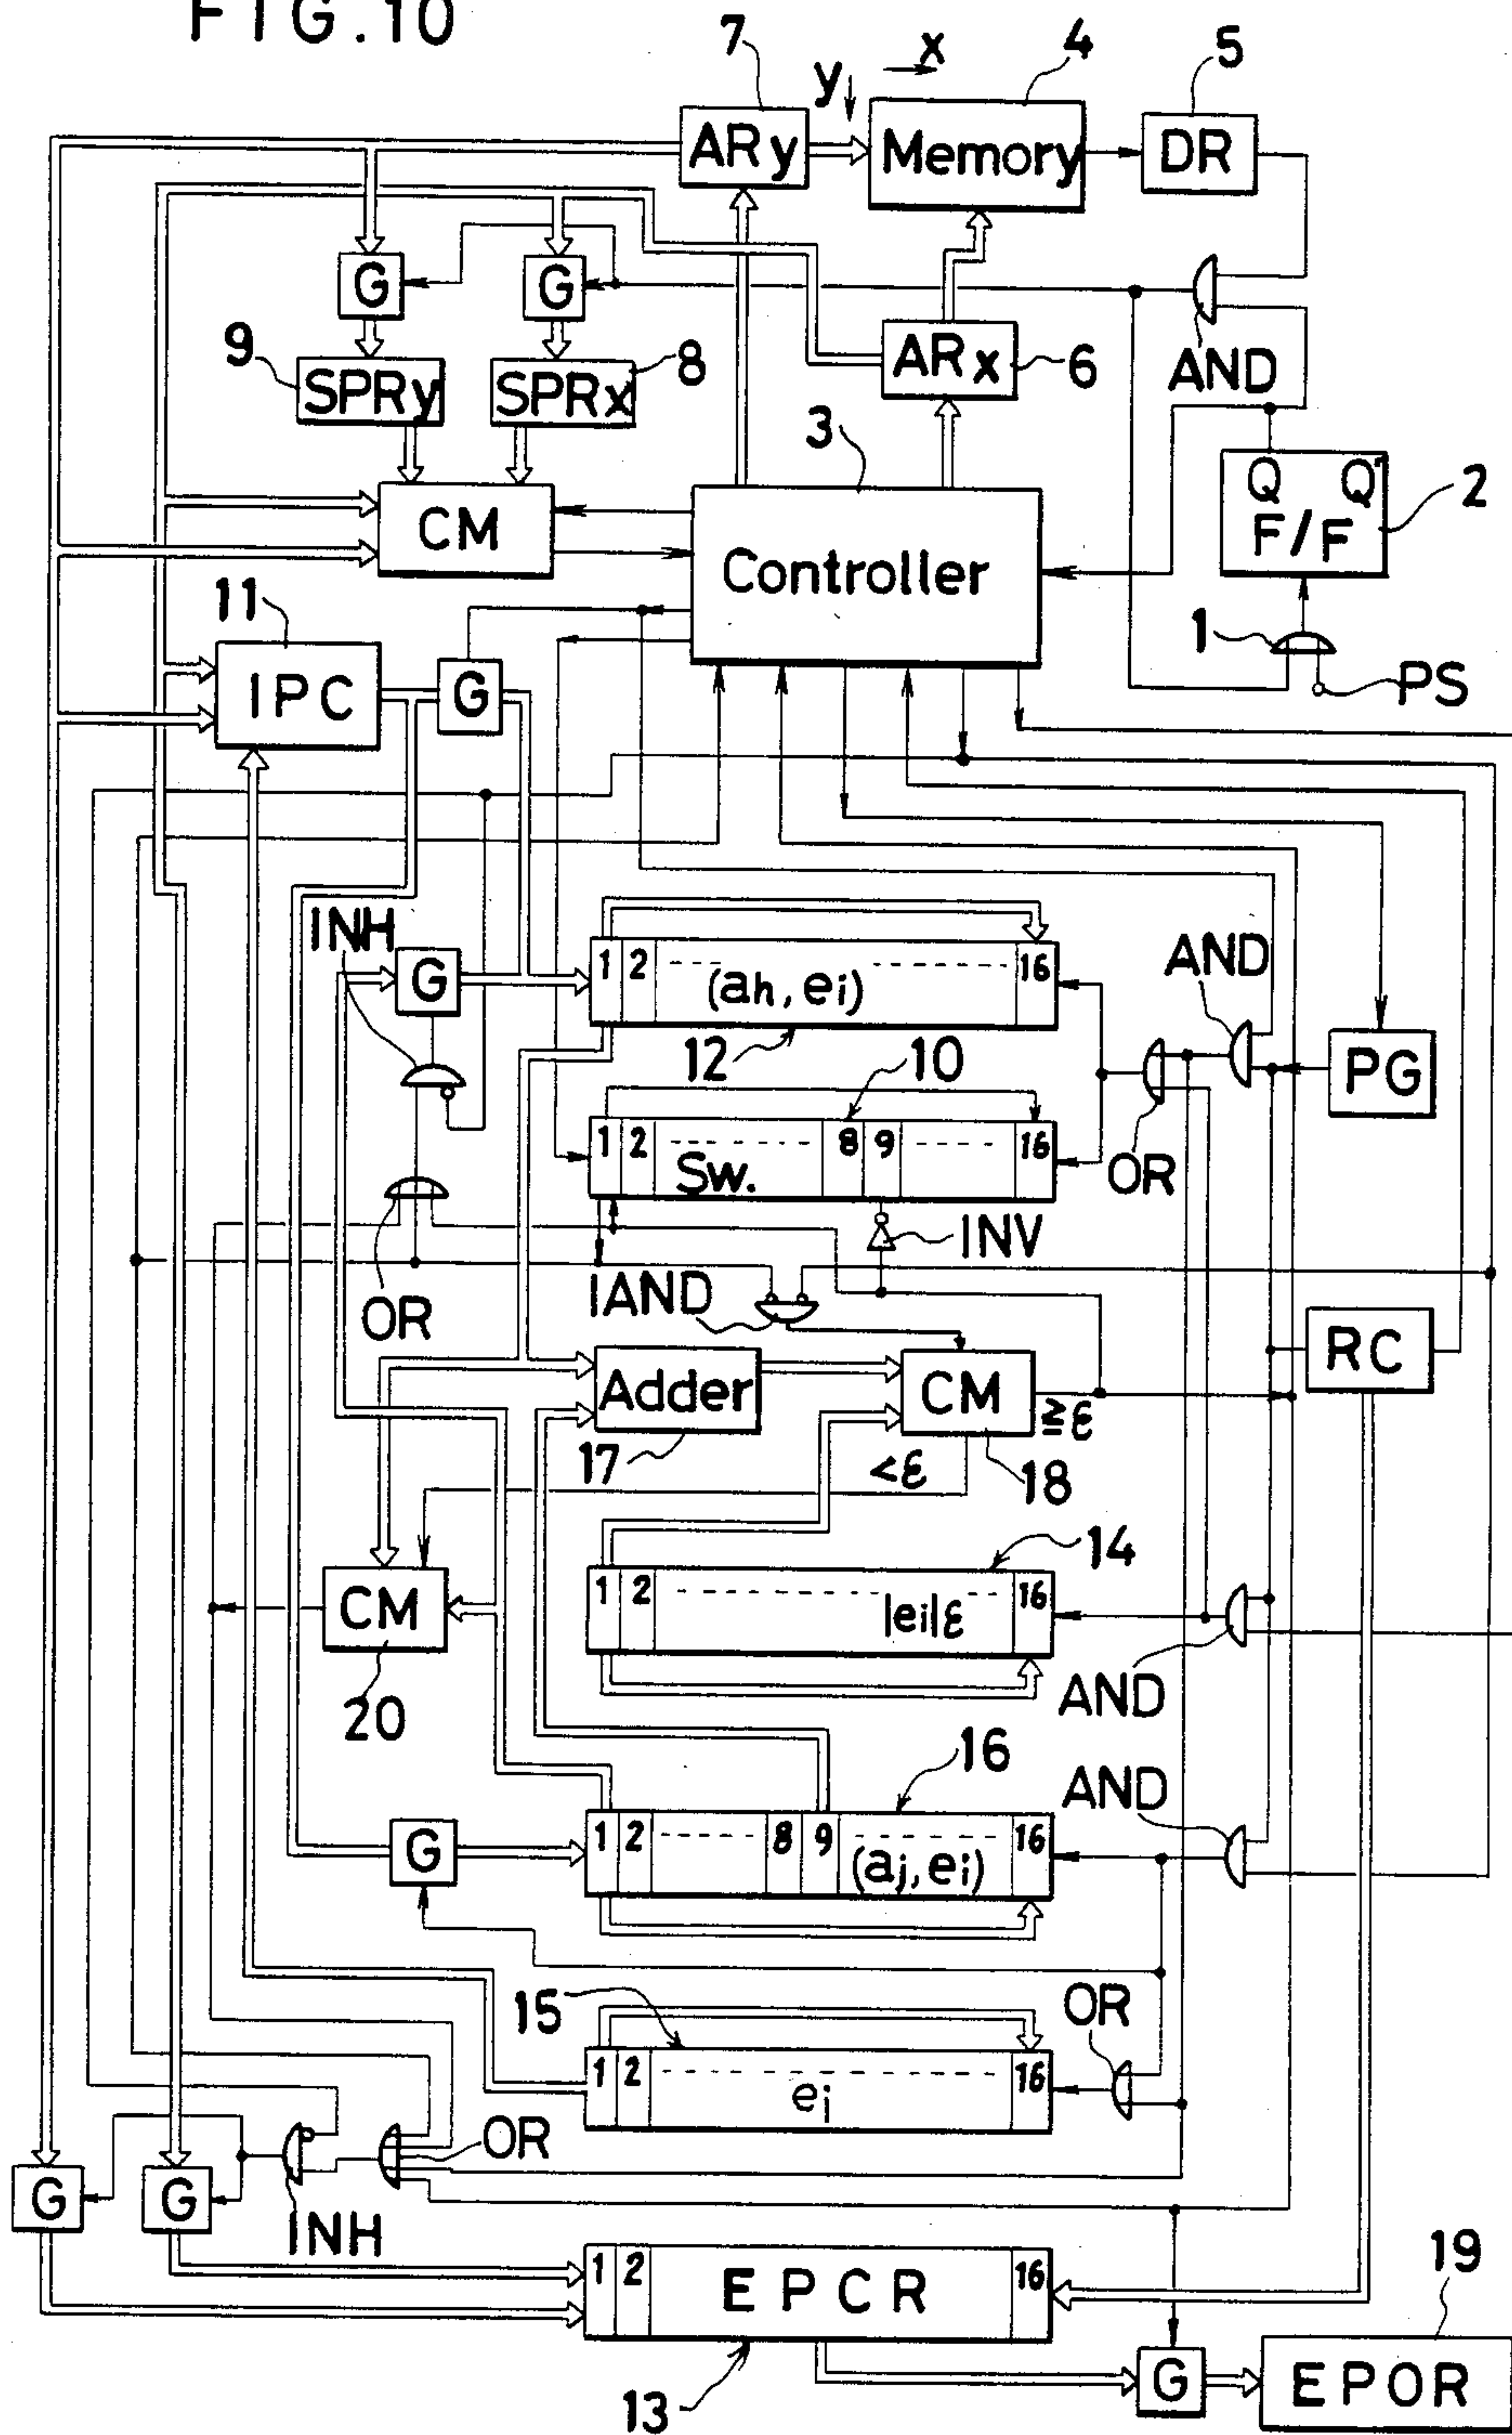 FIG.10
7
y
x
4
5
ARy
Memory
DR
G
G
AND
9
SPRy
SPRx
8
ARx
6
3
CM
Controller
Q
Q
F/F
2
1
PS
11
IPC
G
INH
G
1 2 (ah, ei) 16
12
AND
PG
10
1 2 Sw. 8 9 16
OR
INV
OR
IAND
Adder
17
CM
≧ε
<ε
18
RC
14
1 2 |ei|ε 16
CM
20
AND
16
AND
G
1 2 8 9 (aj, ei) 16
15
OR
1 2 ei 16
OR
G
G
INH
1 2 EPCR 16
13
G
19
EPOR